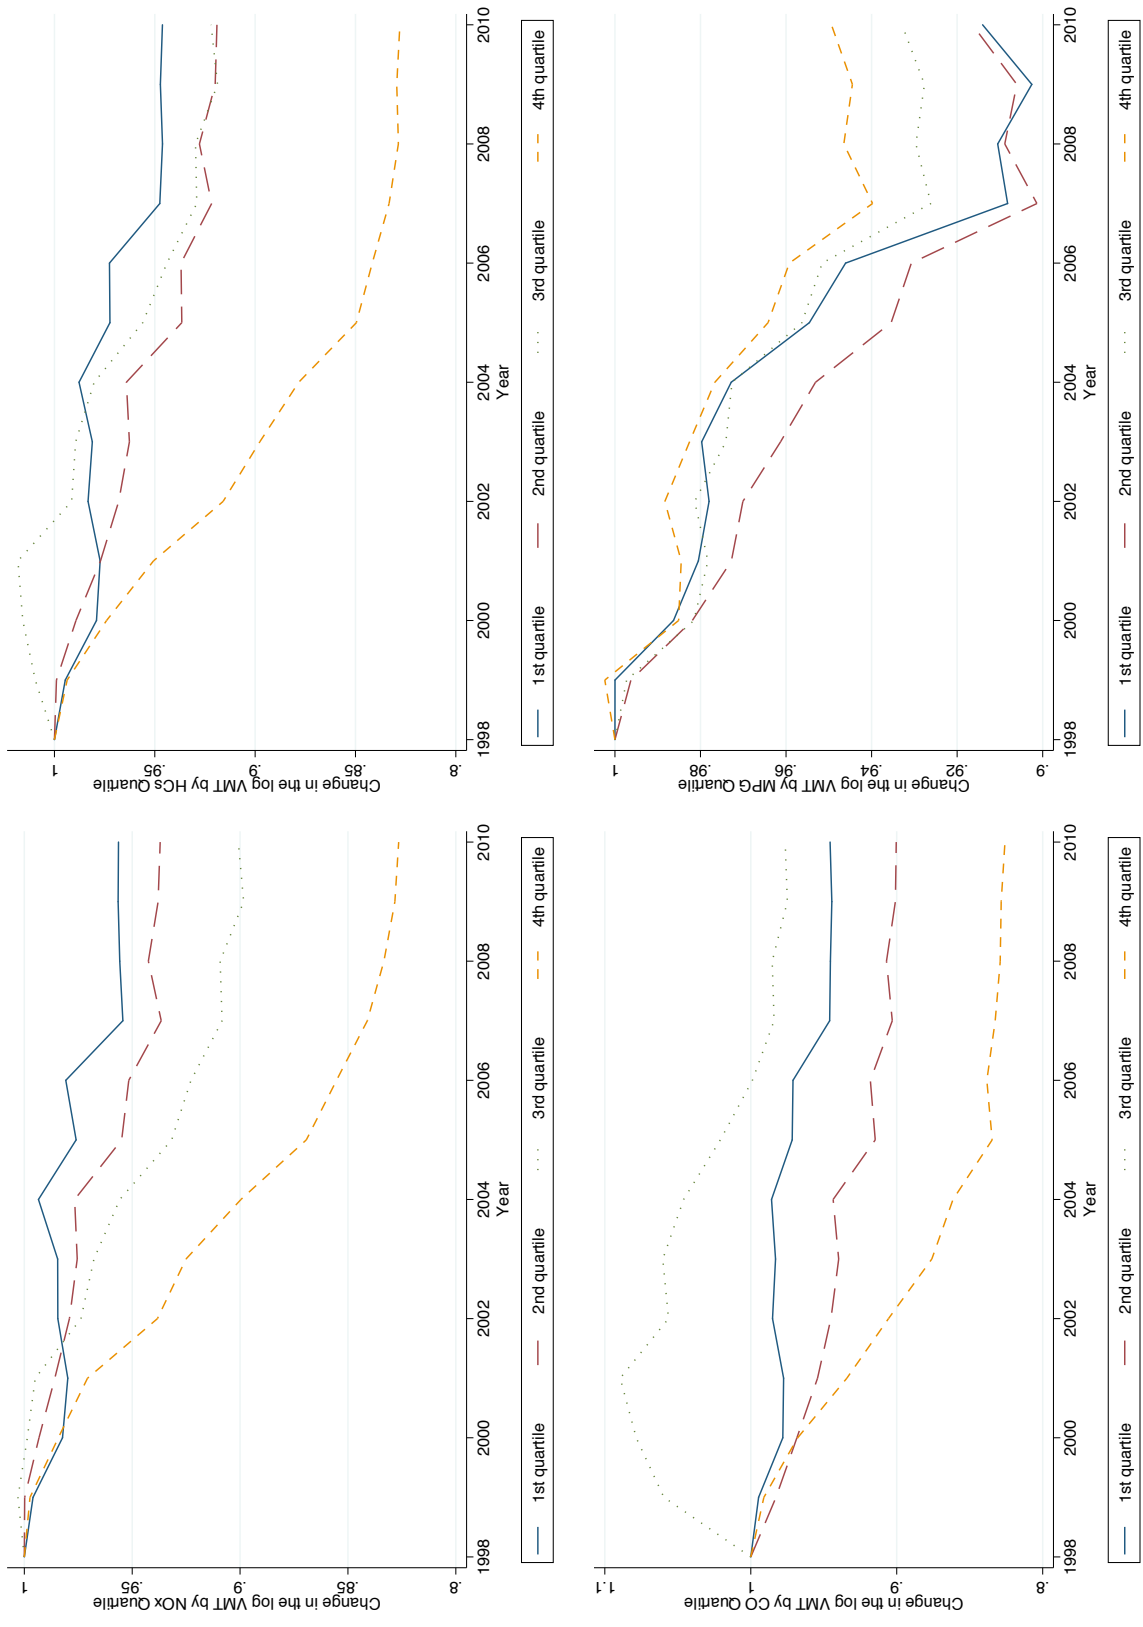 Change in the log VMT by NOx Quartile
1
.95
.9
.85
.8
1998 2000 2002 2004 2006 2008 2010
Year
1st quartile 2nd quartile 3rd quartile 4th quartile
Change in the log VMT by HCs Quartile
1
.95
.9
.85
.8
1998 2000 2002 2004 2006 2008 2010
Year
1st quartile 2nd quartile 3rd quartile 4th quartile
Change in the log VMT by CO Quartile
1.1
1
.9
.8
1998 2000 2002 2004 2006 2008 2010
Year
1st quartile 2nd quartile 3rd quartile 4th quartile
Change in the log VMT by MPG Quartile
1
.98
.96
.94
.92
.9
1998 2000 2002 2004 2006 2008 2010
Year
1st quartile 2nd quartile 3rd quartile 4th quartile